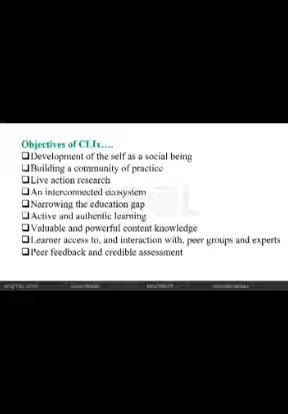 Objectives of CLIx….
❑Development of the self as a social being
❑Building a community of practice
❑Live action research
❑An interconnected ecosystem
❑Narrowing the education gap
❑Active and authentic learning
❑Valuable and powerful content knowledge
❑Learner access to, and interaction with, peer groups and experts
❑Peer feedback and credible assessment